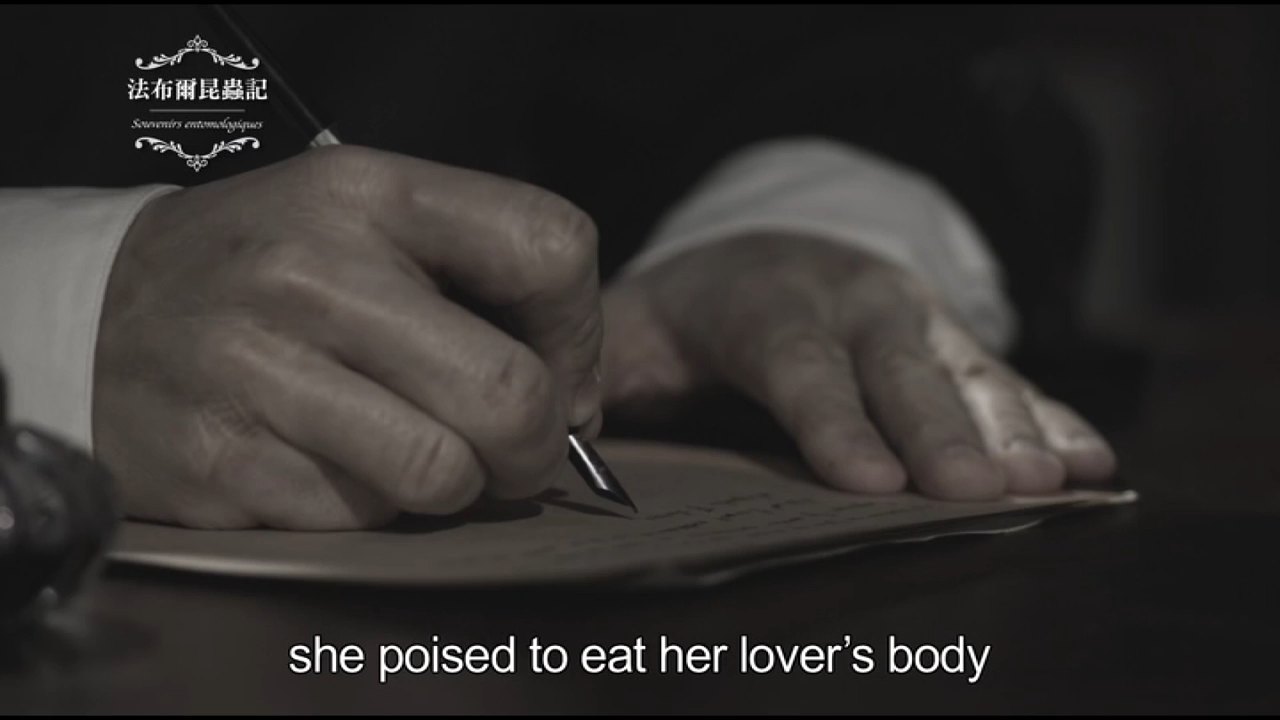 法布爾昆蟲記
Souvenirs entomologiques
she poised to eat her lover's body